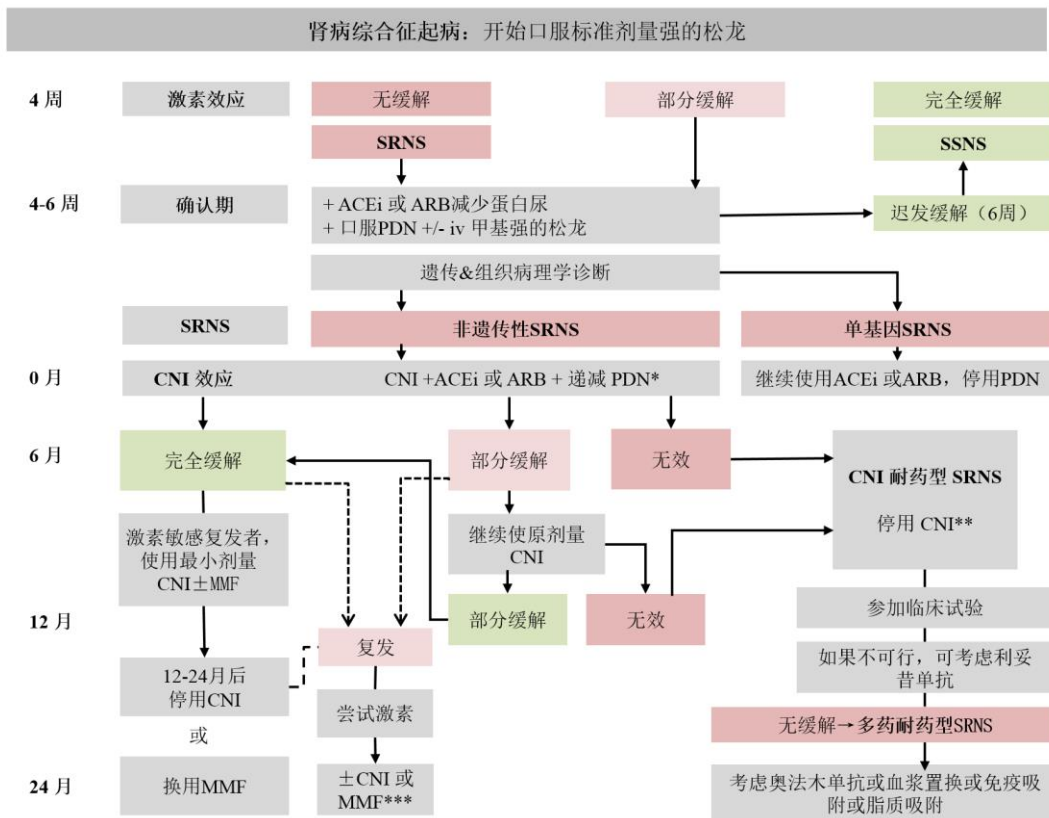 肾病综合征起病：开始口服标准剂量强的松龙
4 周
激素效应
无缓解
部分缓解
完全缓解
SRNS
SSNS
4-6 周
确认期
+ ACEi 或 ARB减少蛋白尿
+ 口服PDN +/- iv 甲基强的松龙
迟发缓解（6周）
遗传&组织病理学诊断
SRNS
非遗传性SRNS
单基因SRNS
0 月
CNI 效应
CNI +ACEi 或 ARB + 递减 PDN*
继续使用ACEi 或ARB，停用PDN
6 月
完全缓解
部分缓解
无效
CNI 耐药型 SRNS
停用 CNI**
激素敏感复发者，
使用最小剂量
CNI±MMF
继续使原剂量
CNI
12 月
部分缓解
无效
参加临床试验
复发
12-24月后
停用CNI
如果不可行，可考虑利妥
昔单抗
尝试激素
或
无缓解→多药耐药型SRNS
24 月
换用MMF
±CNI 或
MMF***
考虑奥法木单抗或血浆置换或免疫吸
附或脂质吸附